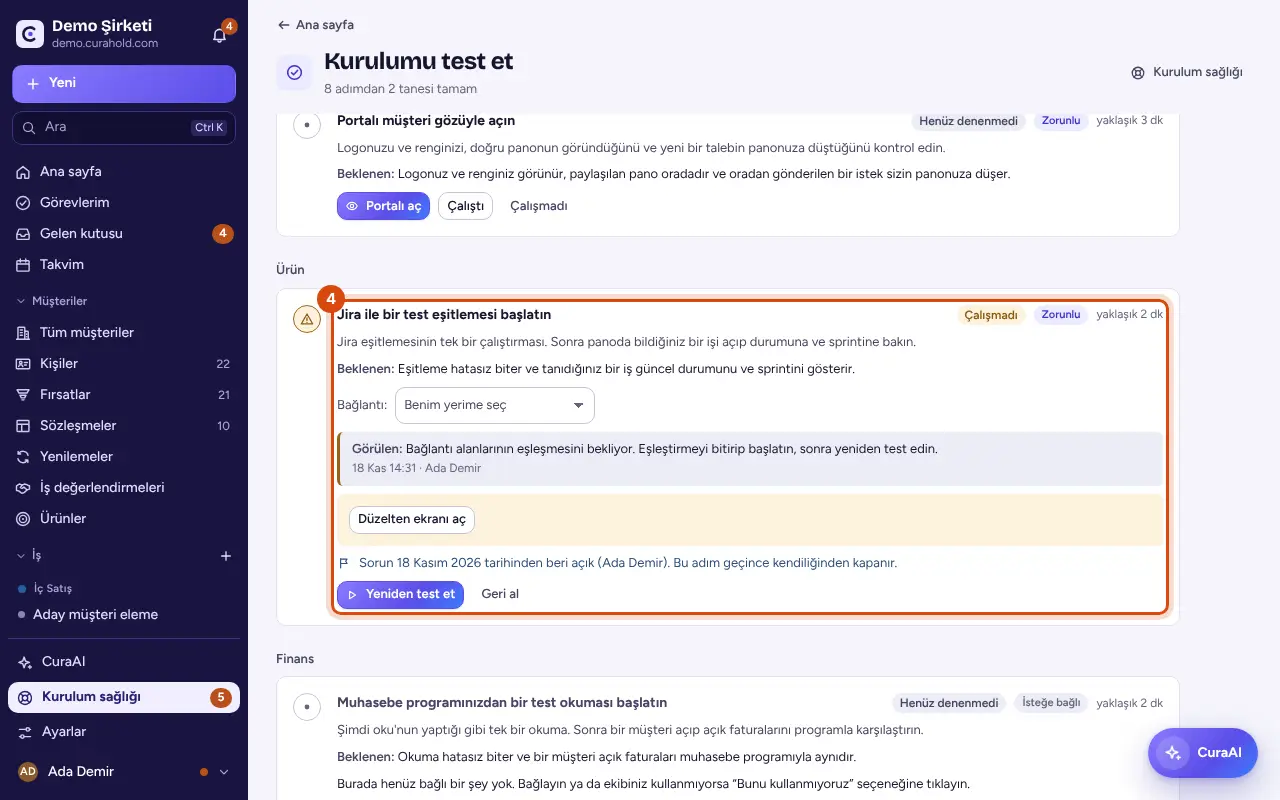 Demo Şirketi
demo.curahold.com
4
Yeni
Ara
Ctrl K
Ana sayfa
Görevlerim
Gelen kutusu
4
Takvim
Müşteriler
Tüm müşteriler
Kişiler
22
Fırsatlar
21
Sözleşmeler
10
Yenilemeler
İş değerlendirmeleri
Ürünler
İş
İç Satış
Aday müşteri eleme
CuraAI
Kurulum sağlığı
5
Ayarlar
AD
Ada Demir
← Ana sayfa
Kurulumu test et
8 adımdan 2 tanesi tamam
Kurulum sağlığı
Portalı müşteri gözüyle açın
Henüz denenmedi
Zorunlu
yaklaşık 3 dk
Logonuzu ve renginizi, doğru panonun göründüğünü ve yeni bir talebin panonuza düştüğünü kontrol edin.
Beklenen: Logonuz ve renginiz görünür, paylaşılan pano oradadır ve oradan gönderilen bir istek sizin panonuza düşer.
Portalı aç
Çalıştı
Çalışmadı
Ürün
4
Jira ile bir test eşitlemesi başlatın
Çalışmadı
Zorunlu
yaklaşık 2 dk
Jira eşitlemesinin tek bir çalıştırması. Sonra panoda bildiğiniz bir işi açıp durumuna ve sprintine bakın.
Beklenen: Eşitleme hatasız biter ve tanıdığınız bir iş güncel durumunu ve sprintini gösterir.
Bağlantı:
Benim yerime seç
Görülen: Bağlantı alanlarının eşleşmesini bekliyor. Eşleştirmeyi bitirip başlatın, sonra yeniden test edin.
18 Kas 14:31 · Ada Demir
Düzelten ekranı aç
Sorun 18 Kasım 2026 tarihinden beri açık (Ada Demir). Bu adım geçince kendiliğinden kapanır.
Yeniden test et
Geri al
Finans
Muhasebe programınızdan bir test okuması başlatın
Henüz denenmedi
İsteğe bağlı
yaklaşık 2 dk
Şimdi oku'nun yaptığı gibi tek bir okuma. Sonra bir müşteri açıp açık faturalarını programla karşılaştırın.
Beklenen: Okuma hatasız biter ve bir müşteri açık faturaları muhasebe programıyla aynıdır.
Burada henüz bağlı bir şey yok. Bağlayın ya da ekibiniz kullanmıyorsa “Bunu kullanmıyoruz” seçeneğine tıklayın.
CuraAI